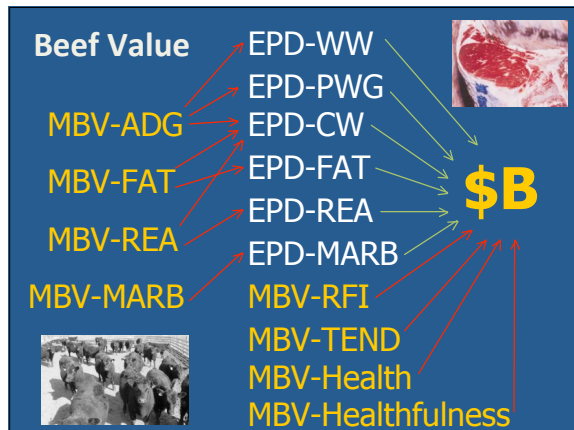 Beef Value
EPD-WW
EPD-PWG
MBV-ADG
EPD-CW
MBV-FAT
EPD-FAT
$B
MBV-REA
EPD-REA
EPD-MARB
MBV-MARB
MBV-RFI
MBV-TEND
MBV-Health
MBV-Healthfulness